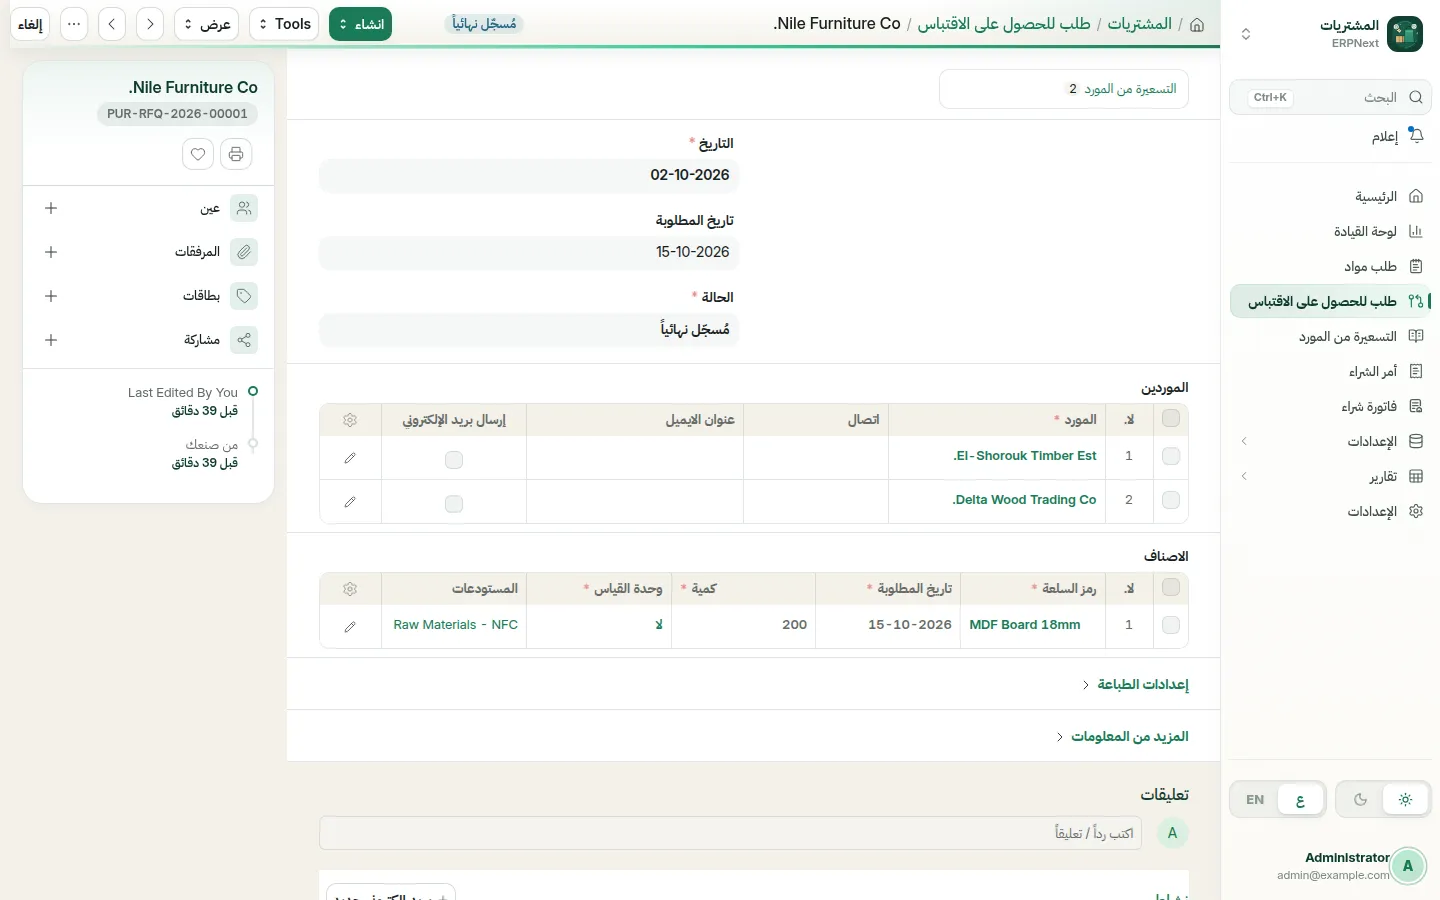 المشتريات
ERPNext
البحث
Ctrl+K
إعلام
الرئيسية
لوحة القيادة
طلب مواد
طلب للحصول على الاقتباس
التسعيرة من المورد
أمر الشراء
فاتورة شراء
الإعدادات
تقارير
الإعدادات
ع
EN
Administrator
admin@example.com
A
/ المشتريات / طلب للحصول على الاقتباس / Nile Furniture Co.
مُسجّل نهائياً
انشاء
Tools
عرض
إلغاء
التسعيرة من المورد 2
التاريخ *
02-10-2026
تاريخ المطلوبة
15-10-2026
الحالة *
مُسجّل نهائياً
الموردين
لا. المورد * اتصال عنوان الايميل إرسال بريد الإلكتروني
1 El-Shorouk Timber Est.
2 Delta Wood Trading Co.
الاصناف
لا. رمز السلعة * تاريخ المطلوبة * كمية * وحدة القياس * المستودعات
1 MDF Board 18mm 15-10-2026 200 لا Raw Materials - NFC
إعدادات الطباعة
المزيد من المعلومات
تعليقات
A
اكتب رداً / تعليقاً
Nile Furniture Co.
PUR-RFQ-2026-00001
عين
المرفقات
بطاقات
مشاركة
Last Edited By You
قبل 39 دقائق
من صنعك
قبل 39 دقائق